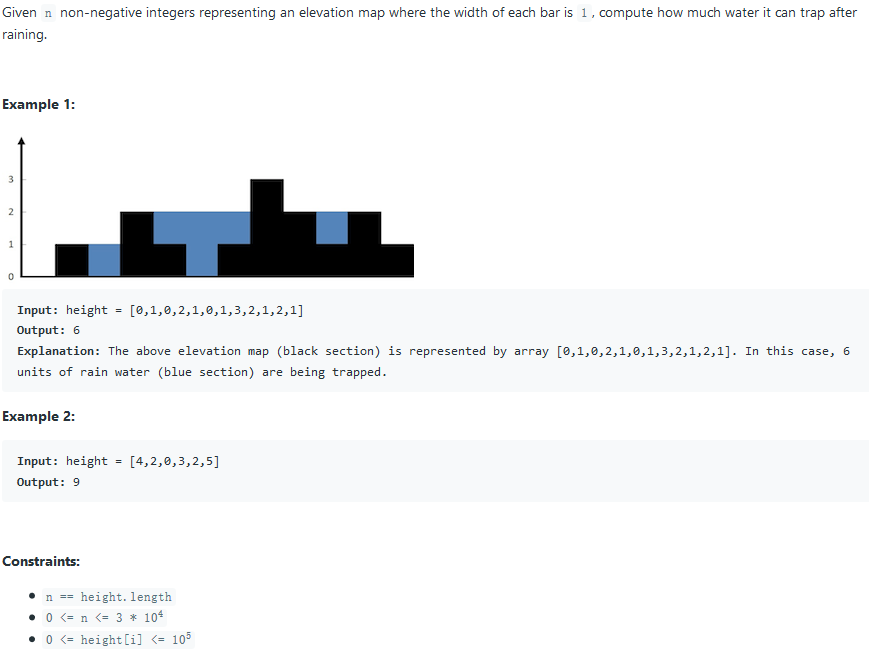 Given n non-negative integers representing an elevation map where the width of each bar is 1, compute how much water it can trap after
raining.
Example 1:
3
2
1
0
Input: height = [0,1,0,2,1,0,1,3,2,1,2,1]
Output: 6
Explanation: The above elevation map (black section) is represented by array [0,1,0,2,1,0,1,3,2,1,2,1]. In this case, 6
units of rain water (blue section) are being trapped.
Example 2:
Input: height = [4,2,0,3,2,5]
Output: 9
Constraints:
• n == height.length
• 0 <= n <= 3 * 10⁴
• 0 <= height[i] <= 10⁵